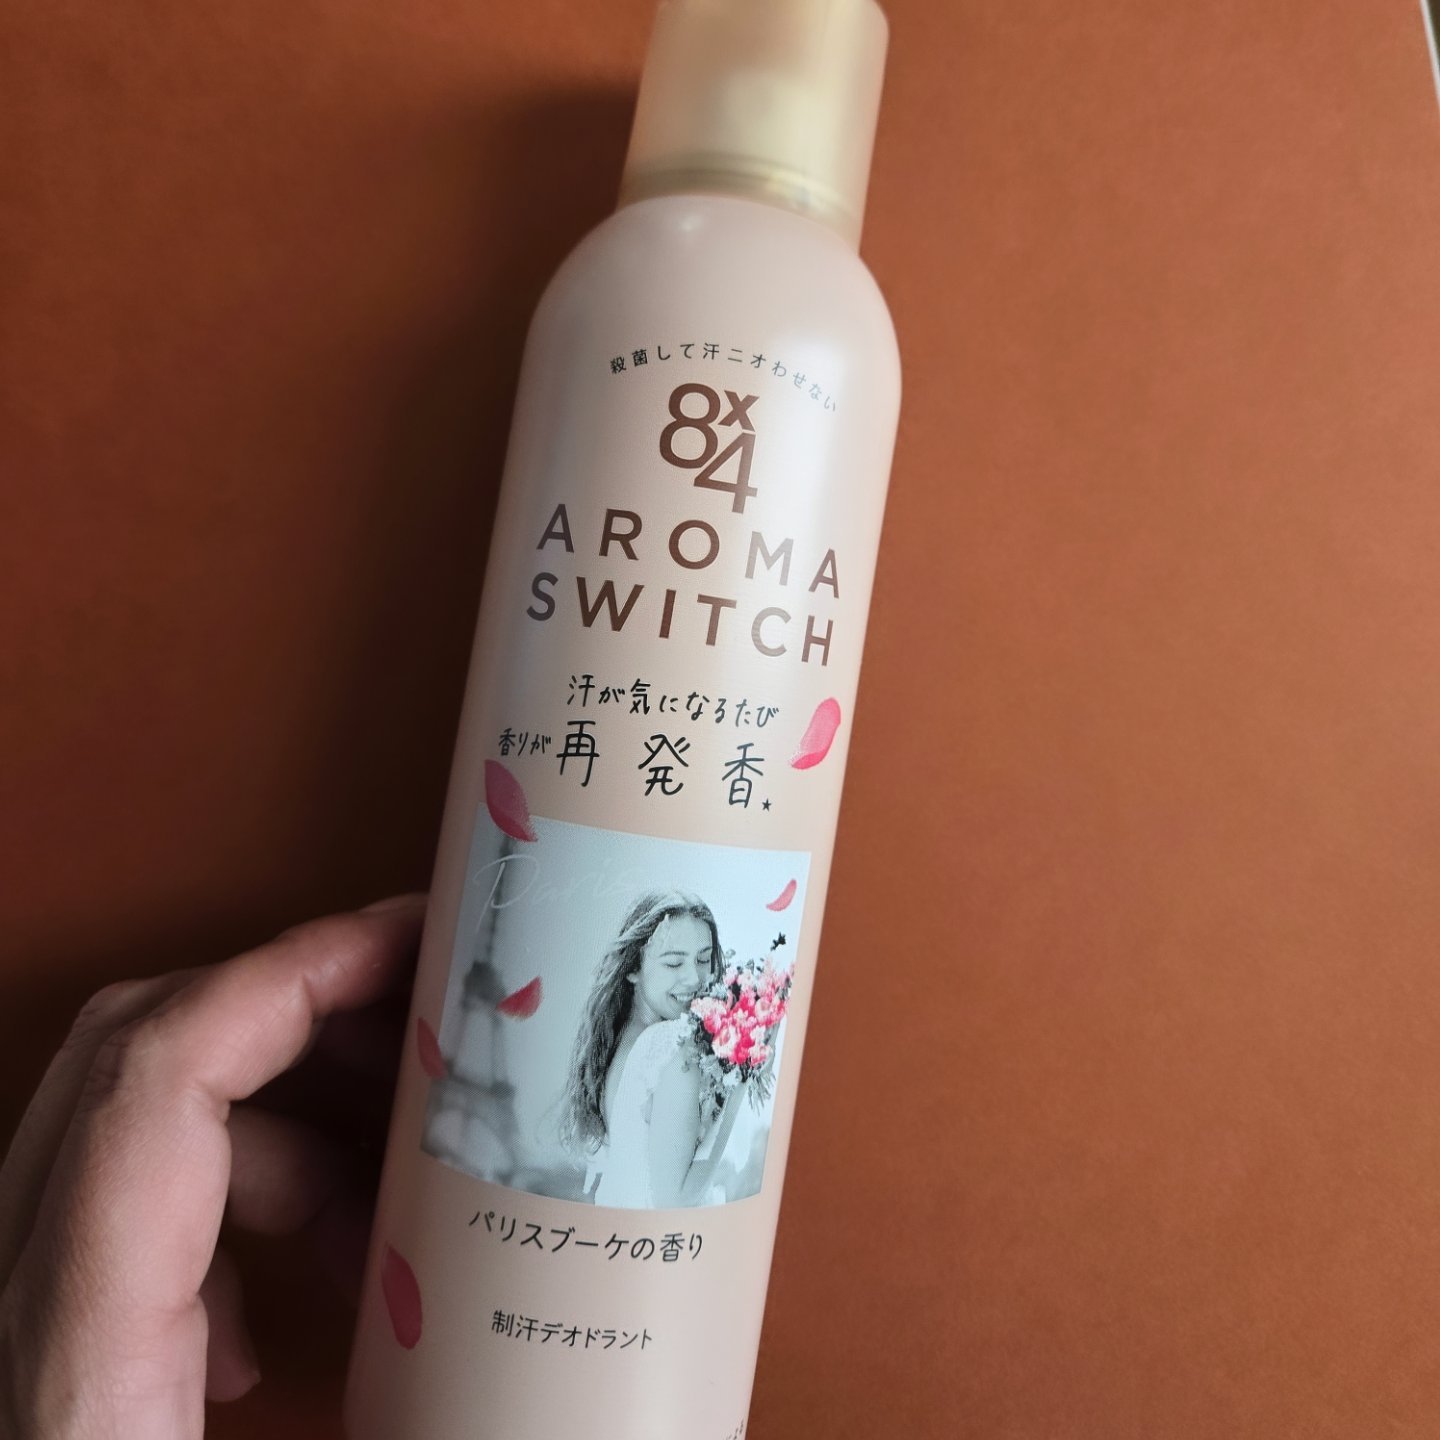 殺菌して汗ニオわせない
8x4
AROMA
SWITCH
汗が気になるたび
香りが再発香★
Paris
パリスブーケの香り
制汗デオドラント